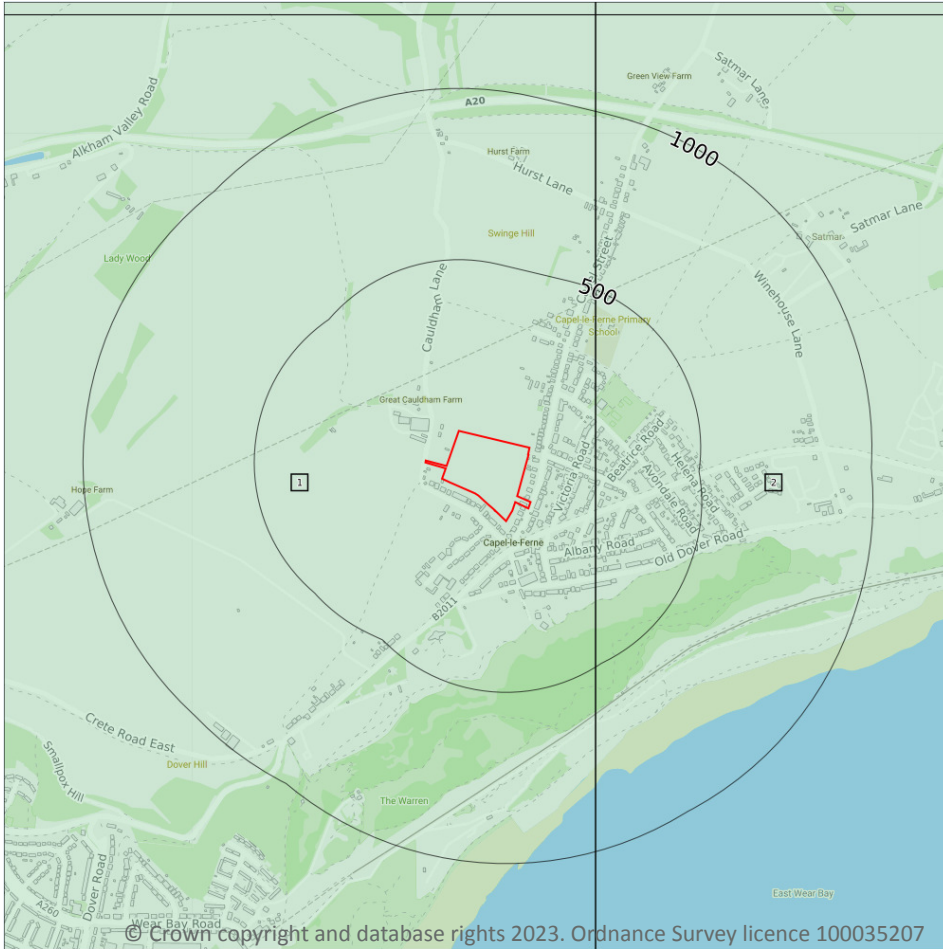 Green View Farm
Satmar Lane
A20
Alkham Valley Road
1000
Hurst Farm
Hurst Lane
Satmar Lane
Swinge Hill
Satmar
Lady Wood
Cauldham Lane
500
Winehouse Lane
Capel-le-Ferne Primary
School
Great Cauldham Farm
Beatrice Road
Helena Road
Victoria Road
Avondale Road
1
2
Hope Farm
Capel-le-Ferne
Albany Road
Old Dover Road
B2011
Crete Road East
Dover Hill
Smallpox Hill
The Warren
Dover Road
A260
East Wear Bay
Wear Bay Road
© Crown copyright and database rights 2023. Ordnance Survey licence 100035207